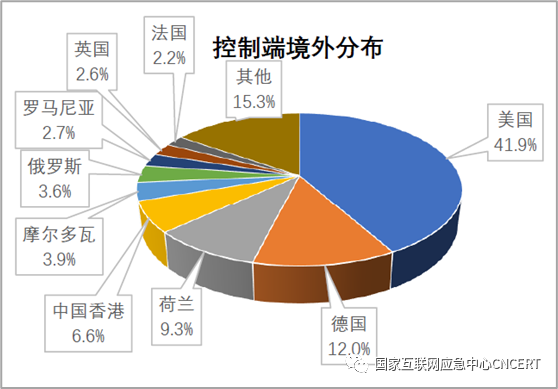 控制端境外分布
美国
41.9%
德国
12.0%
荷兰
9.3%
中国香港
6.6%
摩尔多瓦
3.9%
俄罗斯
3.6%
罗马尼亚
2.7%
英国
2.6%
法国
2.2%
其他
15.3%
国家互联网应急中心CNCERT